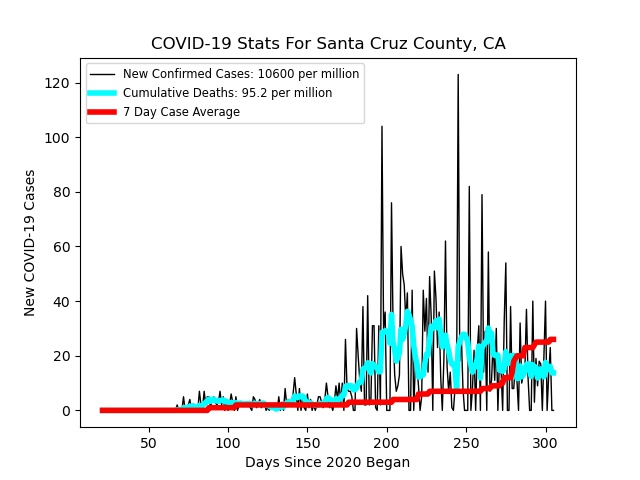 COVID-19 Stats For Santa Cruz County, CA
New Confirmed Cases: 10600 per million
Cumulative Deaths: 95.2 per million
7 Day Case Average
New COVID-19 Cases
120
100
80
60
40
20
0
50 100 150 200 250 300
Days Since 2020 Began